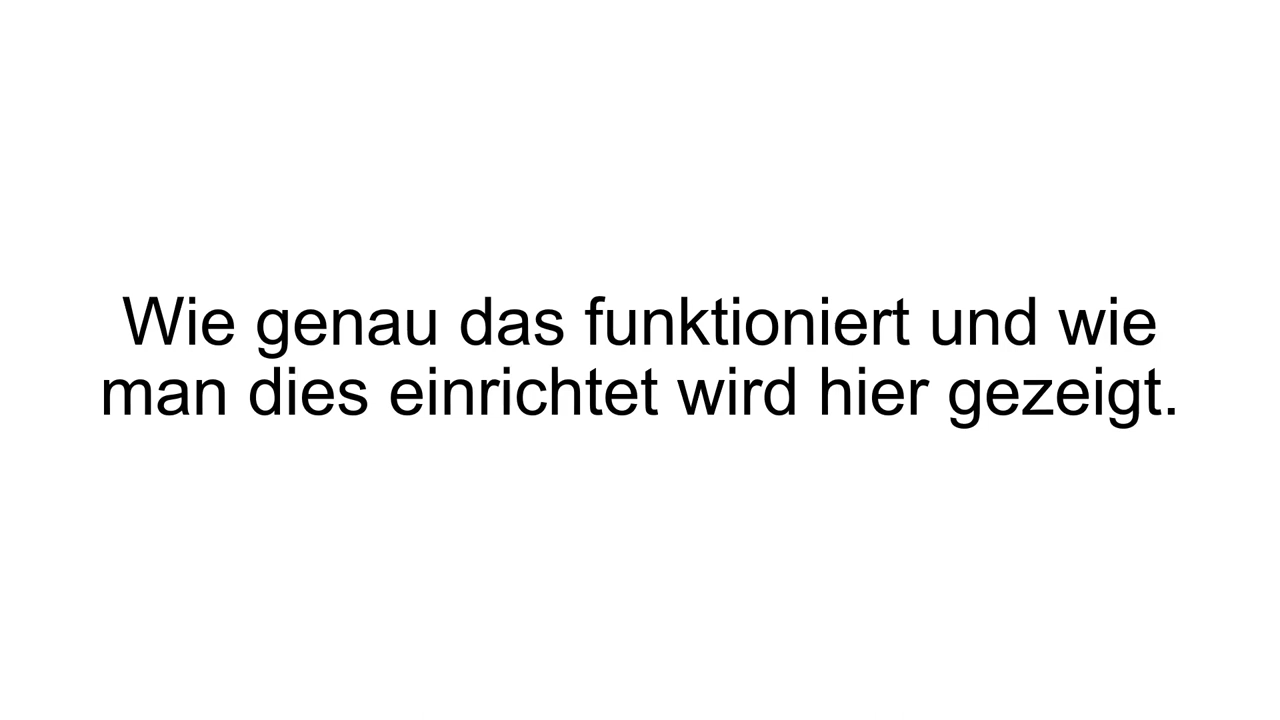 Wie genau das funktioniert und wie
man dies einrichtet wird hier gezeigt.